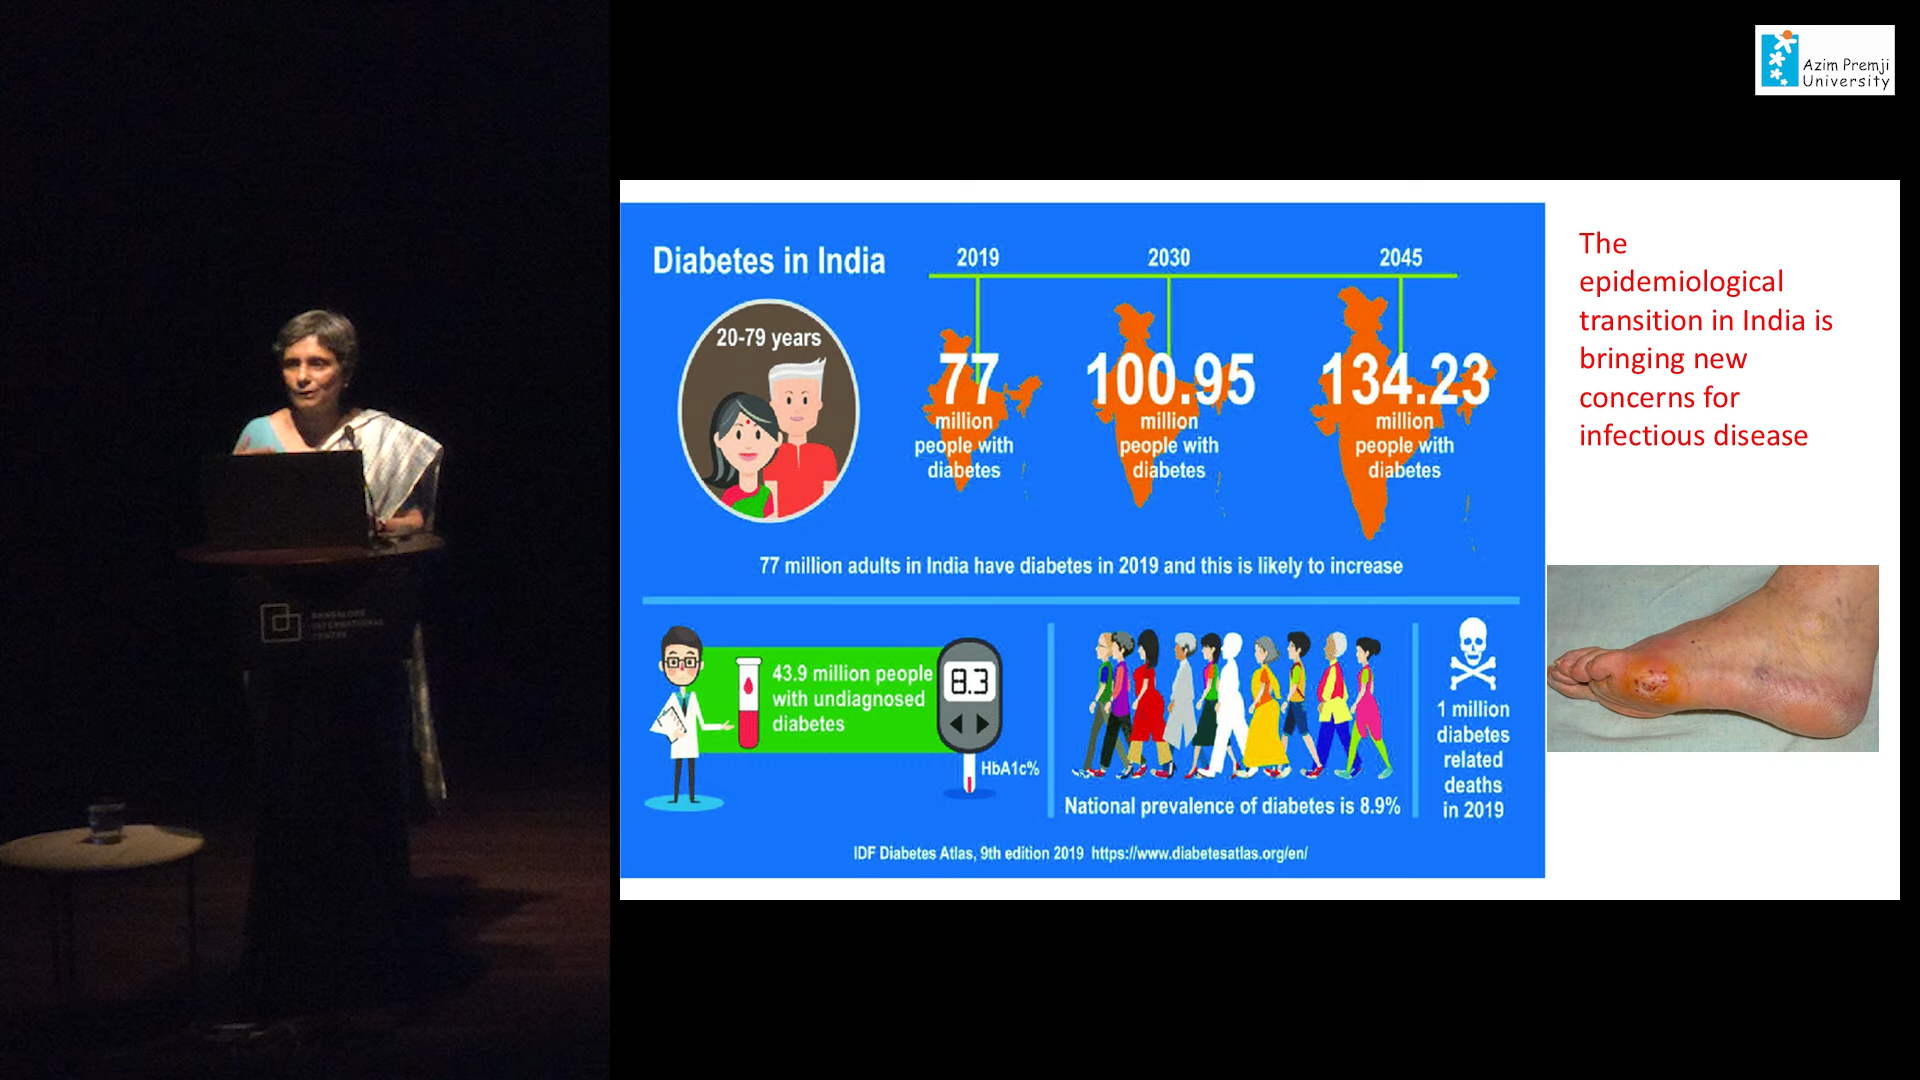 Azim Premji
University
BANGALORE
INTERNATIONAL
CENTRE
Diabetes in India
2019
2030
2045
20-79 years
77
million
people with
diabetes
100.95
million
people with
diabetes
134.23
million
people with
diabetes
77 million adults in India have diabetes in 2019 and this is likely to increase
43.9 million people
with undiagnosed
diabetes
8.3
HbA1c%
National prevalence of diabetes is 8.9%
1 million
diabetes
related
deaths
in 2019
IDF Diabetes Atlas, 9th edition 2019 https://www.diabetesatlas.org/en/
The
epidemiological
transition in India is
bringing new
concerns for
infectious disease